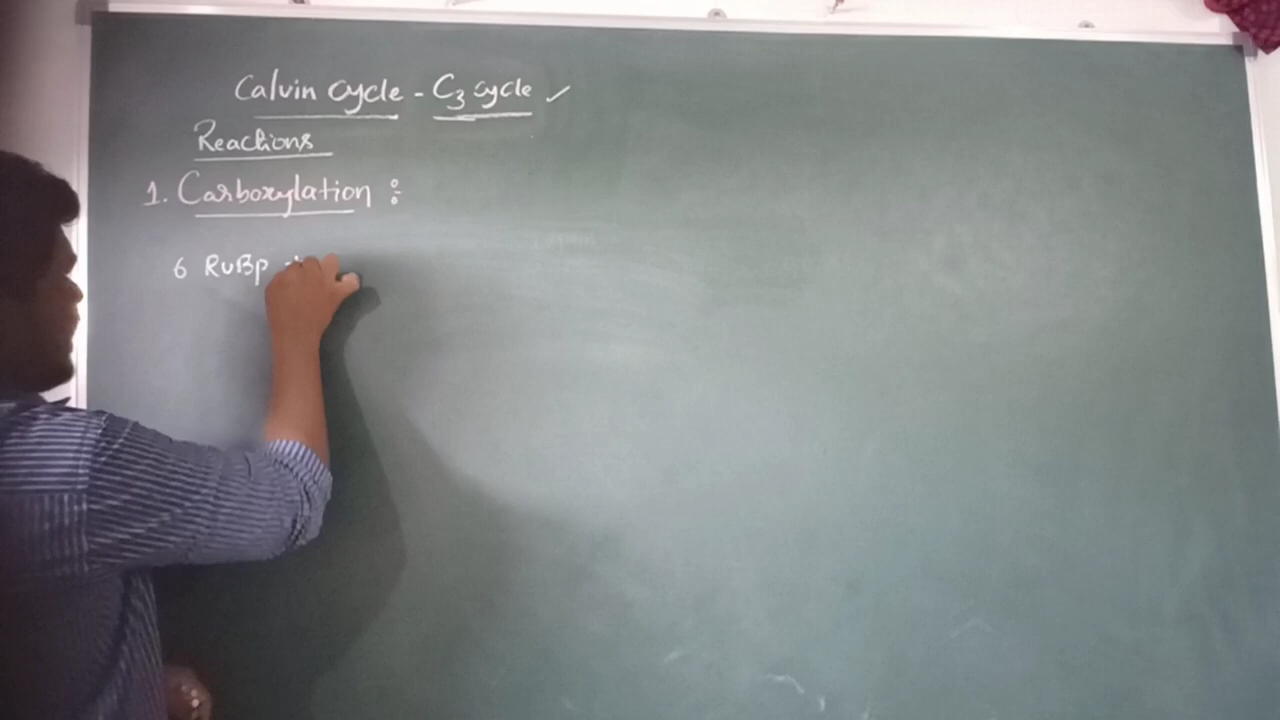 Calvin cycle - C3 cycle ✓
Reactions
1. Carboxylation :
6 RuBp +